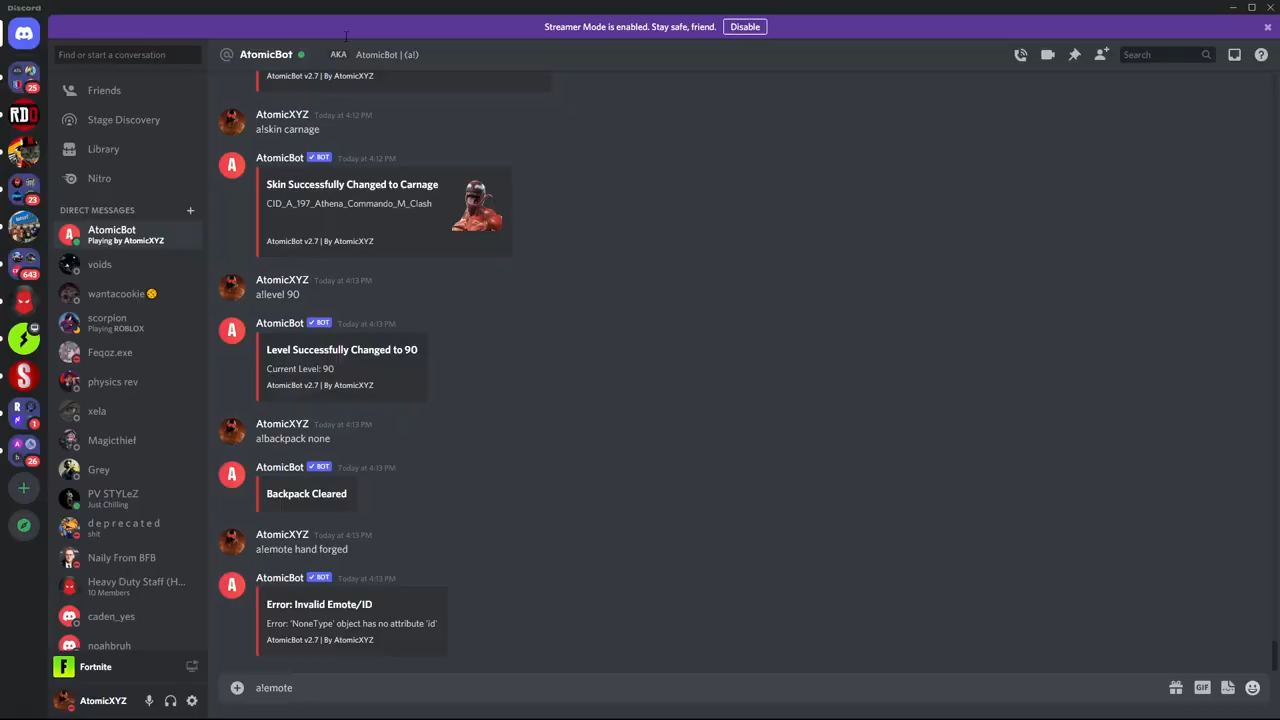 Discord
Streamer Mode is enabled. Stay safe, friend. Disable
Find or start a conversation
AtomicBot AKA AtomicBot | (a!)
Search
25
RDO
23
643
1
26
Friends
Stage Discovery
Library
Nitro
DIRECT MESSAGES
AtomicBot
Playing by AtomicXYZ
voids
wantacookie
scorpion
Playing ROBLOX
Feqoz.exe
physics rev
xela
Magicthief
Grey
PV STYLeZ
Just Chilling
d e p r e c a t e d
shit
Naily From BFB
Heavy Duty Staff (H...
10 Members
caden_yes
noahbruh
Fortnite
AtomicXYZ
AtomicBot v2.7 | By AtomicXYZ
AtomicXYZ Today at 4:12 PM
a!skin carnage
AtomicBot BOT Today at 4:12 PM
Skin Successfully Changed to Carnage
CID_A_197_Athena_Commando_M_Clash
AtomicBot v2.7 | By AtomicXYZ
AtomicXYZ Today at 4:13 PM
a!level 90
AtomicBot BOT Today at 4:13 PM
Level Successfully Changed to 90
Current Level: 90
AtomicBot v2.7 | By AtomicXYZ
AtomicXYZ Today at 4:13 PM
a!backpack none
AtomicBot BOT Today at 4:13 PM
Backpack Cleared
AtomicXYZ Today at 4:13 PM
a!emote hand forged
AtomicBot BOT Today at 4:13 PM
Error: Invalid Emote/ID
Error: 'NoneType' object has no attribute 'id'
AtomicBot v2.7 | By AtomicXYZ
a!emote
GIF